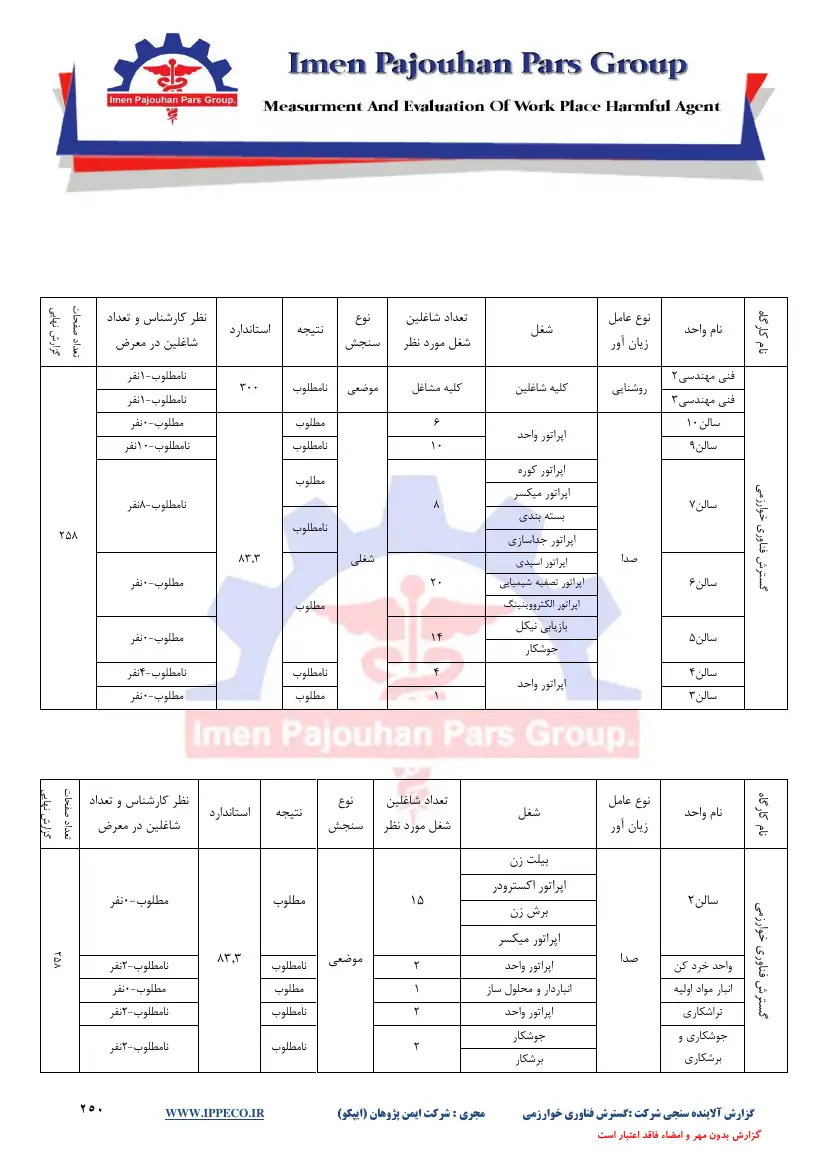 Imen Pajouhan Pars Group
Imen Pajouhan Pars Group.
Measurment And Evaluation Of Work Place Harmful Agent
نام کارگاه
نام واحد
نوع عامل زیان آور
شغل
تعداد شاغلین شغل مورد نظر
نوع سنجش
نتیجه
استاندارد
نظر کارشناس و تعداد شاغلین در معرض
تعداد صفحات گزارش نهایی
گسترش فناوری خوارزمی
فنی مهندسی۲
روشنایی
کلیه شاغلین
کلیه مشاغل
موضعی
نامطلوب
۳۰۰
نامطلوب-۱نفر
۲۵۸
فنی مهندسی۳
نامطلوب-۱نفر
سالن۱۰
صدا
اپراتور واحد
۶
شغلی
مطلوب
۸۳,۳
مطلوب-۰نفر
سالن۹
۱۰
نامطلوب
نامطلوب-۱۰نفر
سالن۷
اپراتور کوره
اپراتور میکسر
بسته بندی
اپراتور جداسازی
۸
مطلوب
نامطلوب
نامطلوب-۸نفر
سالن۶
اپراتور اسیدی
اپراتور تصفیه شیمیایی
اپراتور الکترووینینگ
۲۰
مطلوب
مطلوب-۰نفر
سالن۵
بازیابی نیکل
جوشکار
۱۴
مطلوب-۰نفر
سالن۴
اپراتور واحد
۴
نامطلوب
نامطلوب-۴نفر
سالن۳
۱
مطلوب
مطلوب-۰نفر
Imen Pajouhan Pars Group.
نام کارگاه
نام واحد
نوع عامل زیان آور
شغل
تعداد شاغلین شغل مورد نظر
نوع سنجش
نتیجه
استاندارد
نظر کارشناس و تعداد شاغلین در معرض
تعداد صفحات گزارش نهایی
گسترش فناوری خوارزمی
سالن۲
صدا
بیلت زن
اپراتور اکسترودر
برش زن
اپراتور میکسر
۱۵
موضعی
مطلوب
۸۳,۳
مطلوب-۰نفر
۲۵۸
واحد خرد کن
اپراتور واحد
۲
نامطلوب
نامطلوب-۲نفر
انبار مواد اولیه
انباردار و محلول ساز
۱
مطلوب
مطلوب-۰نفر
تراشکاری
اپراتور واحد
۲
نامطلوب
نامطلوب-۲نفر
جوشکاری و برشکاری
جوشکار
برشکار
۲
نامطلوب
نامطلوب-۲نفر
گزارش آلاینده سنجی شرکت :گسترش فناوری خوارزمی مجری : شرکت ایمن پژوهان (ایپکو) WWW.IPPECO.IR ۲۵۰
گزارش بدون مهر و امضاء فاقد اعتبار است